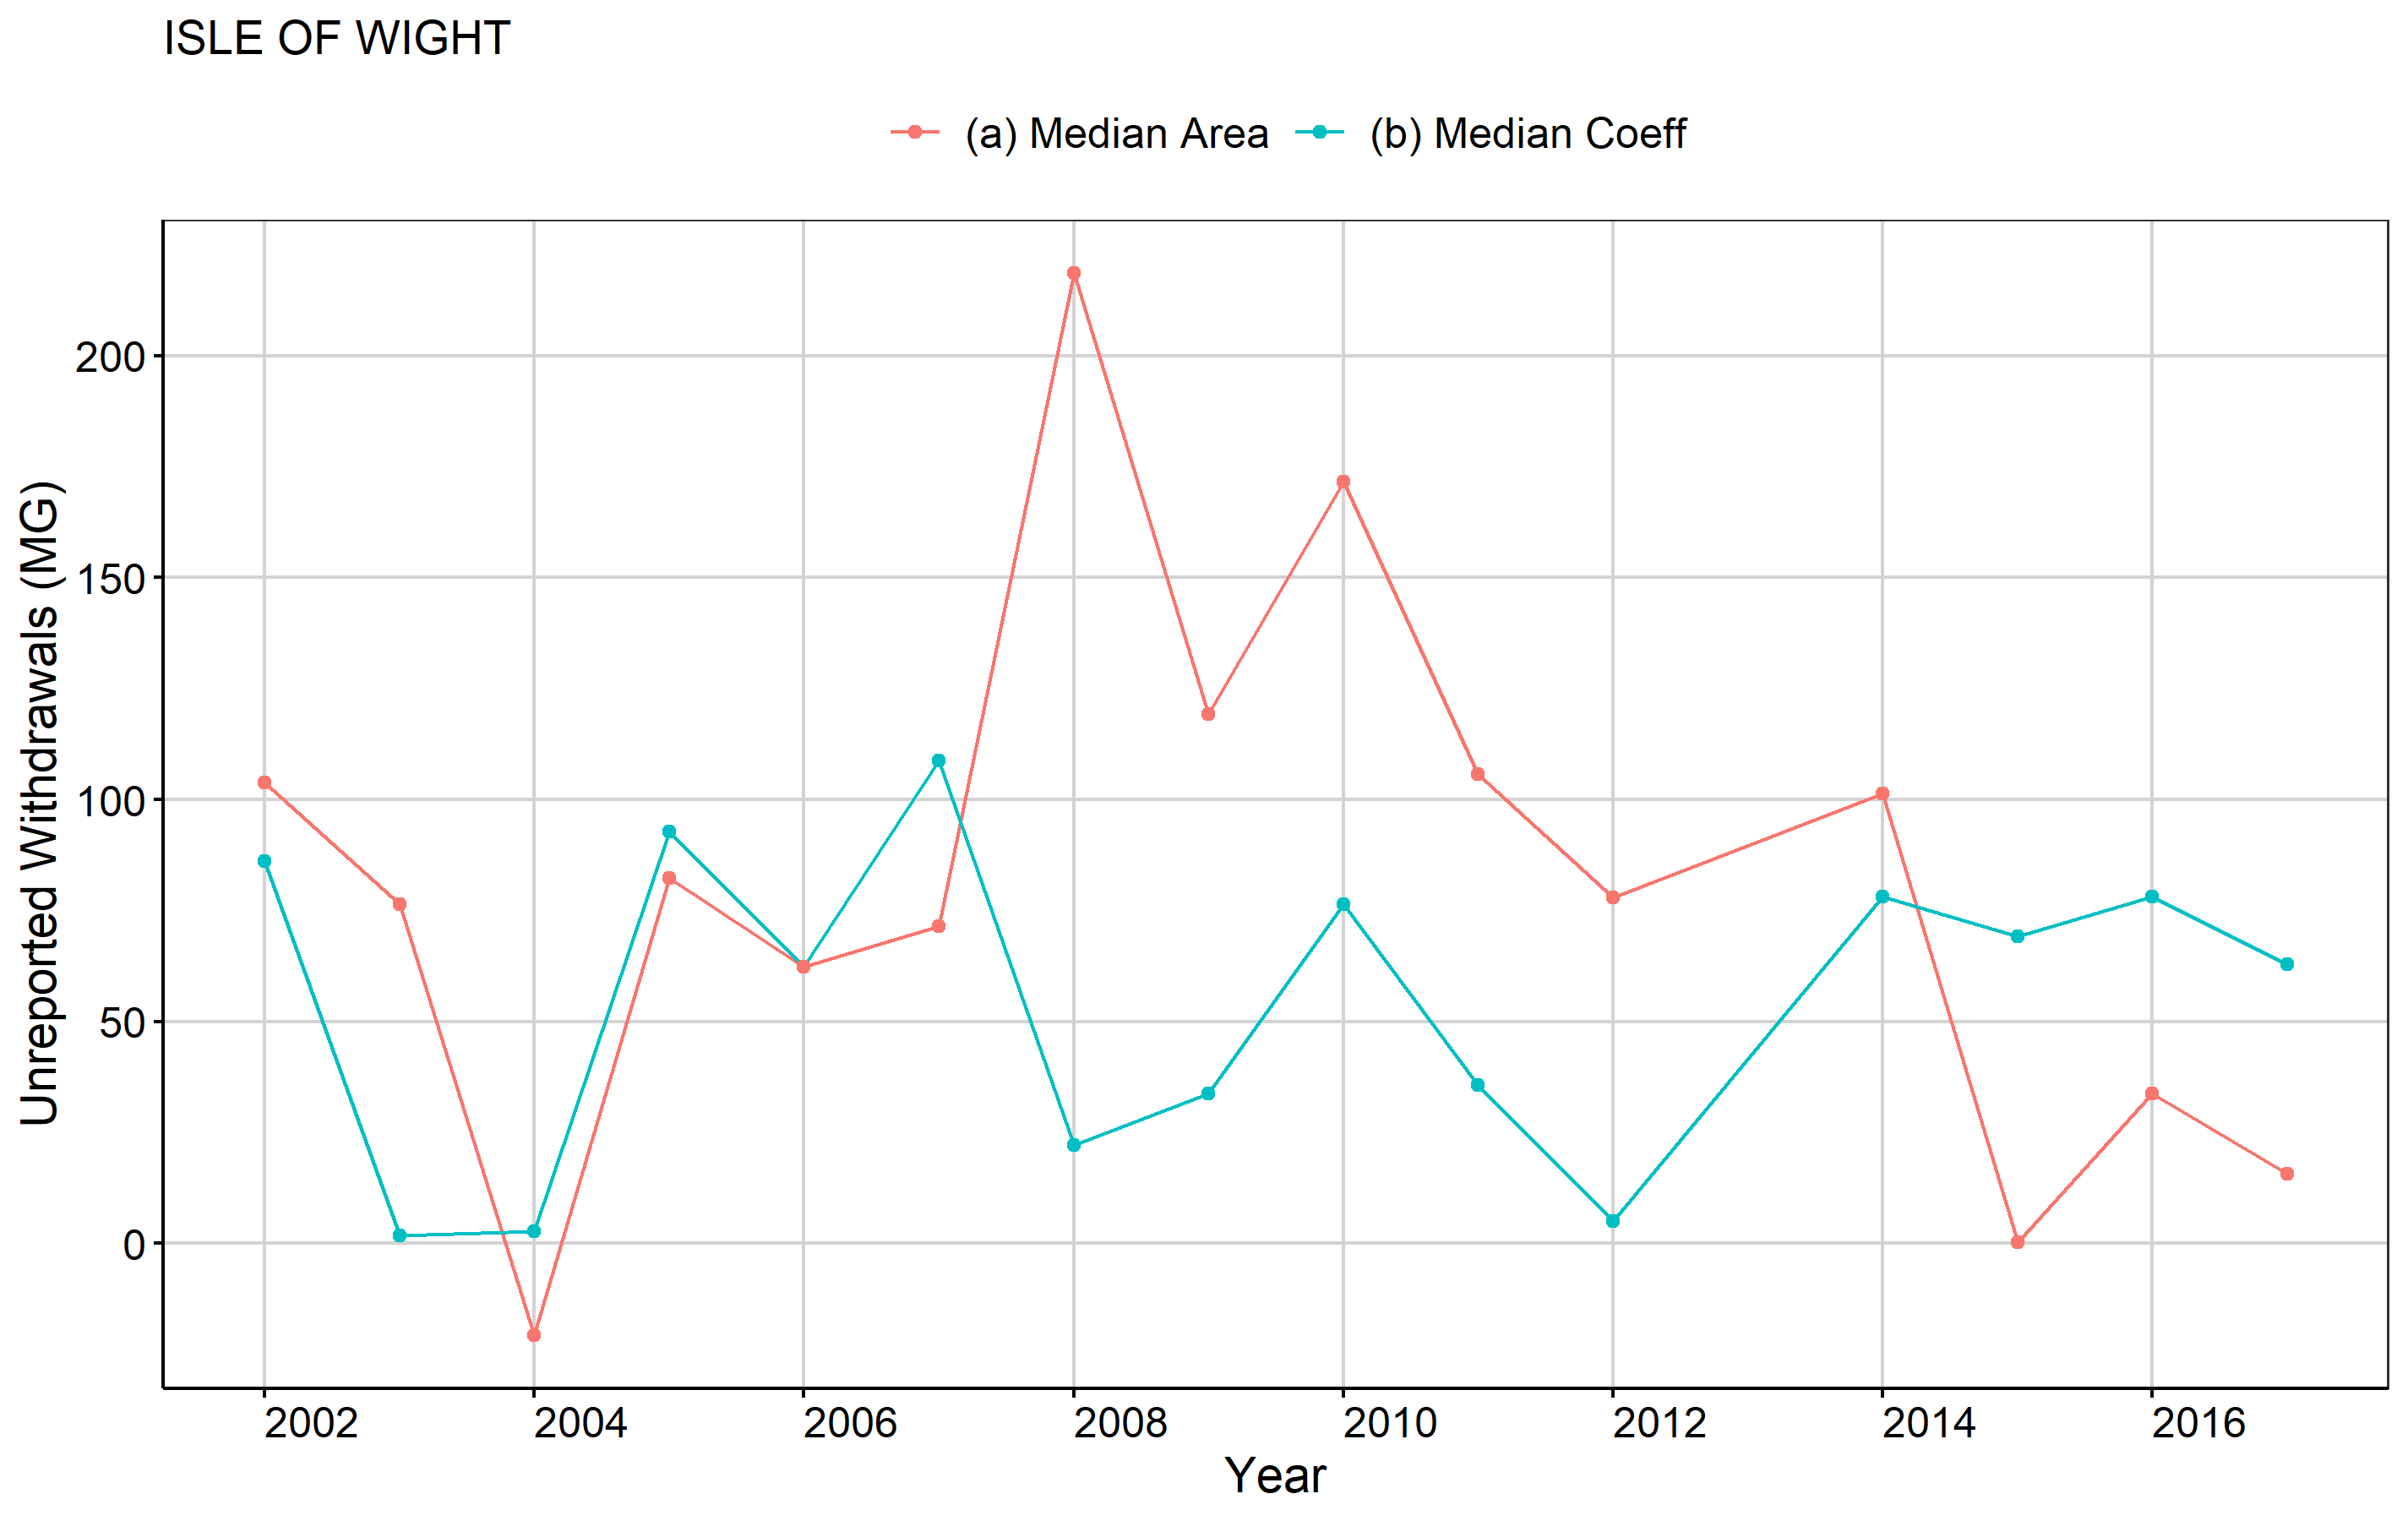 ISLE OF WIGHT
(a) Median Area (b) Median Coeff
Unreported Withdrawals (MG)
200
150
100
50
0
2002 2004 2006 2008 2010 2012 2014 2016
Year